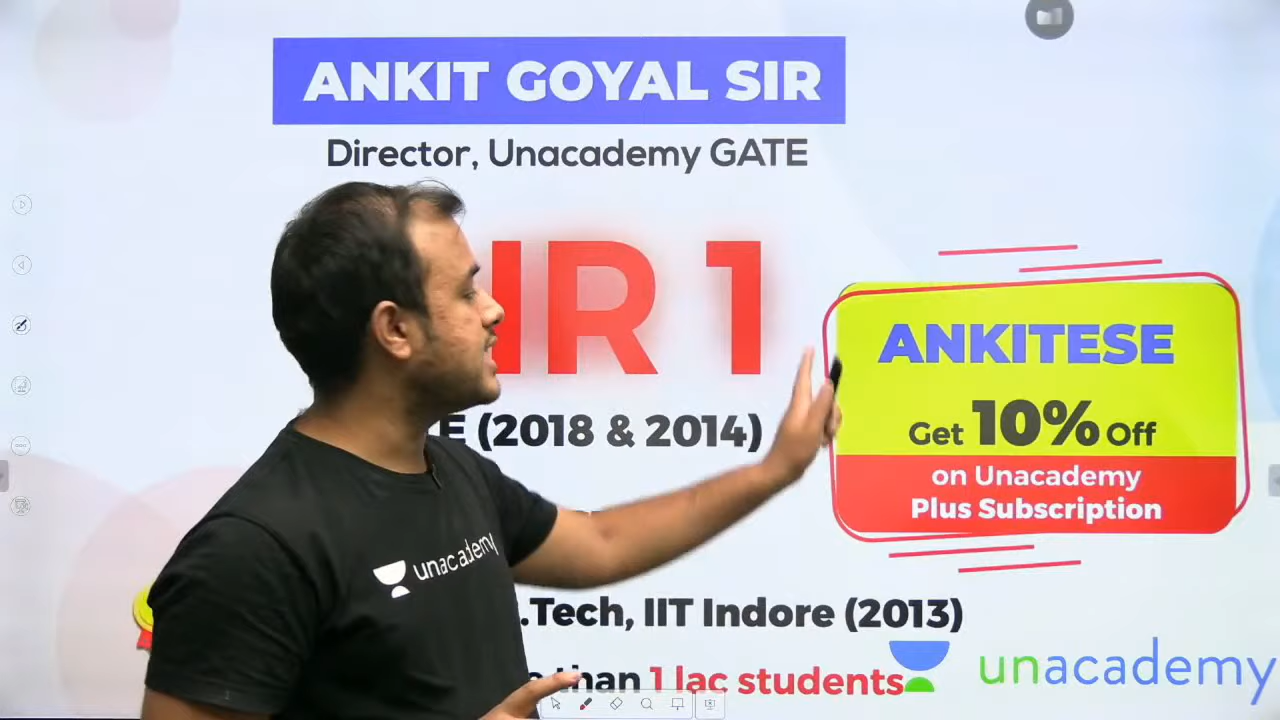 ANKIT GOYAL SIR
Director, Unacademy GATE
IR 1
E (2018 & 2014)
ANKITESE
Get 10% Off
on Unacademy
Plus Subscription
unacademy
.Tech, IIT Indore (2013)
than 1 lac students
unacademy